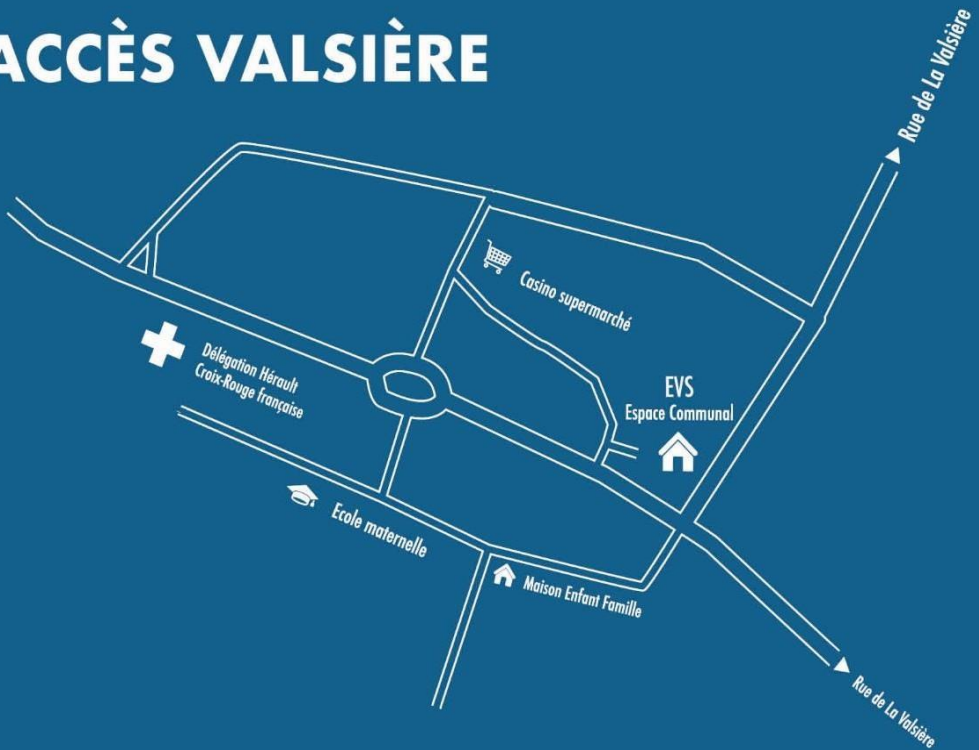 ACCÈS VALSIÈRE
Rue de La Valsière
Casino supermarché
Délégation Hérault
Croix-Rouge française
EVS
Espace Communal
Ecole maternelle
Maison Enfant Famille
Rue de La Valsière